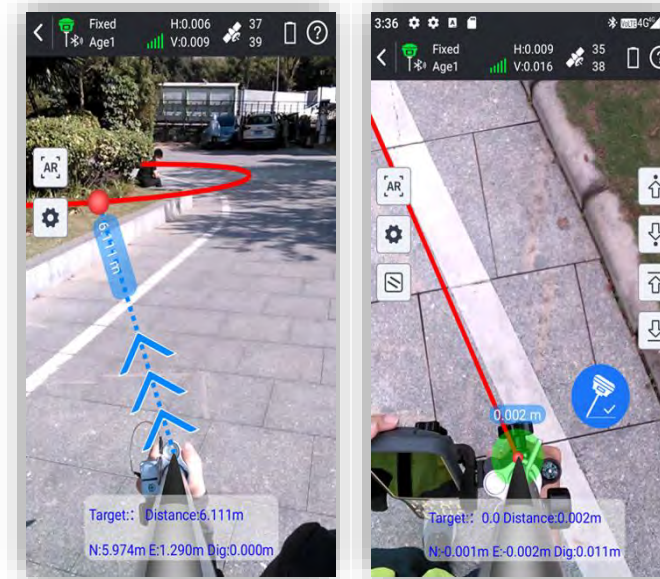 Fixed
H:0.006
37
Age1
V:0.009
39
AR
6.111 m
Target:: Distance:6.111m
N:5.974m E:1.290m Dig:0.000m
3:36
4G
Fixed
H:0.009
35
Age1
V:0.016
38
AR
0.002 m
Target:: 0.0 Distance:0.002m
N:-0.001m E:-0.002m Dig:0.011m